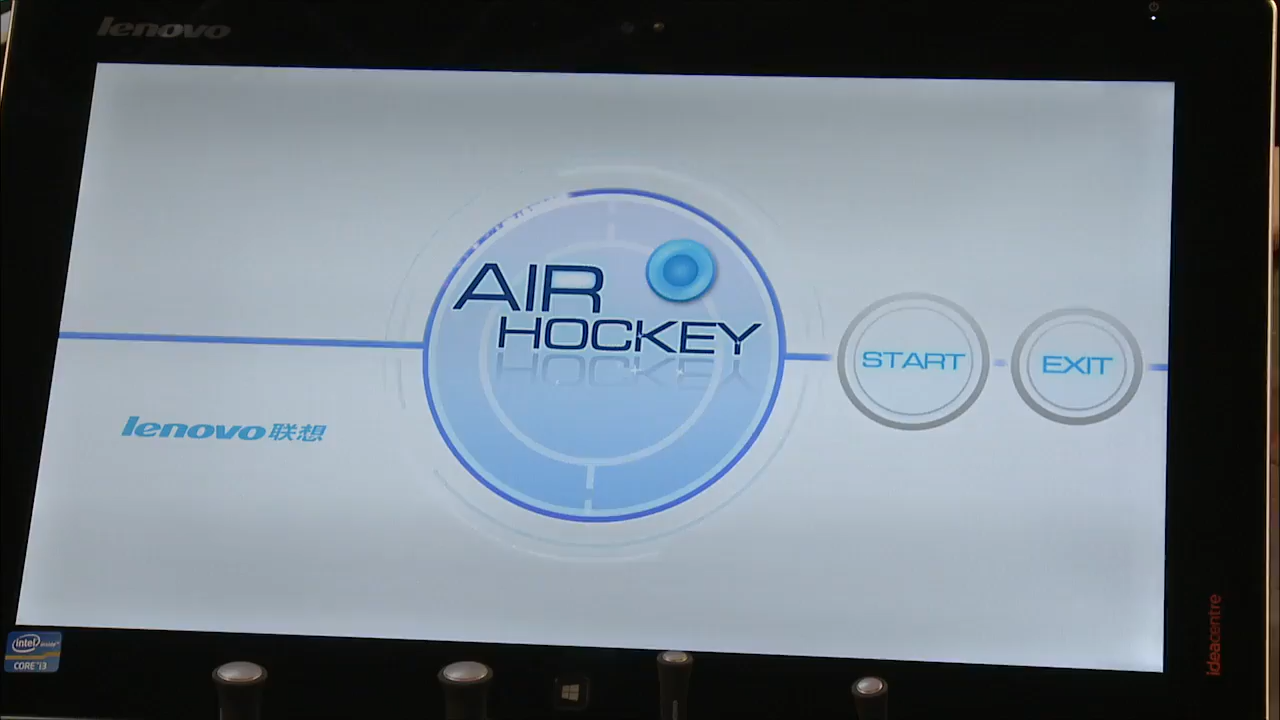 lenovo
AIR
HOCKEY
START
EXIT
lenovo联想
ideacentre
intel
CORE i3